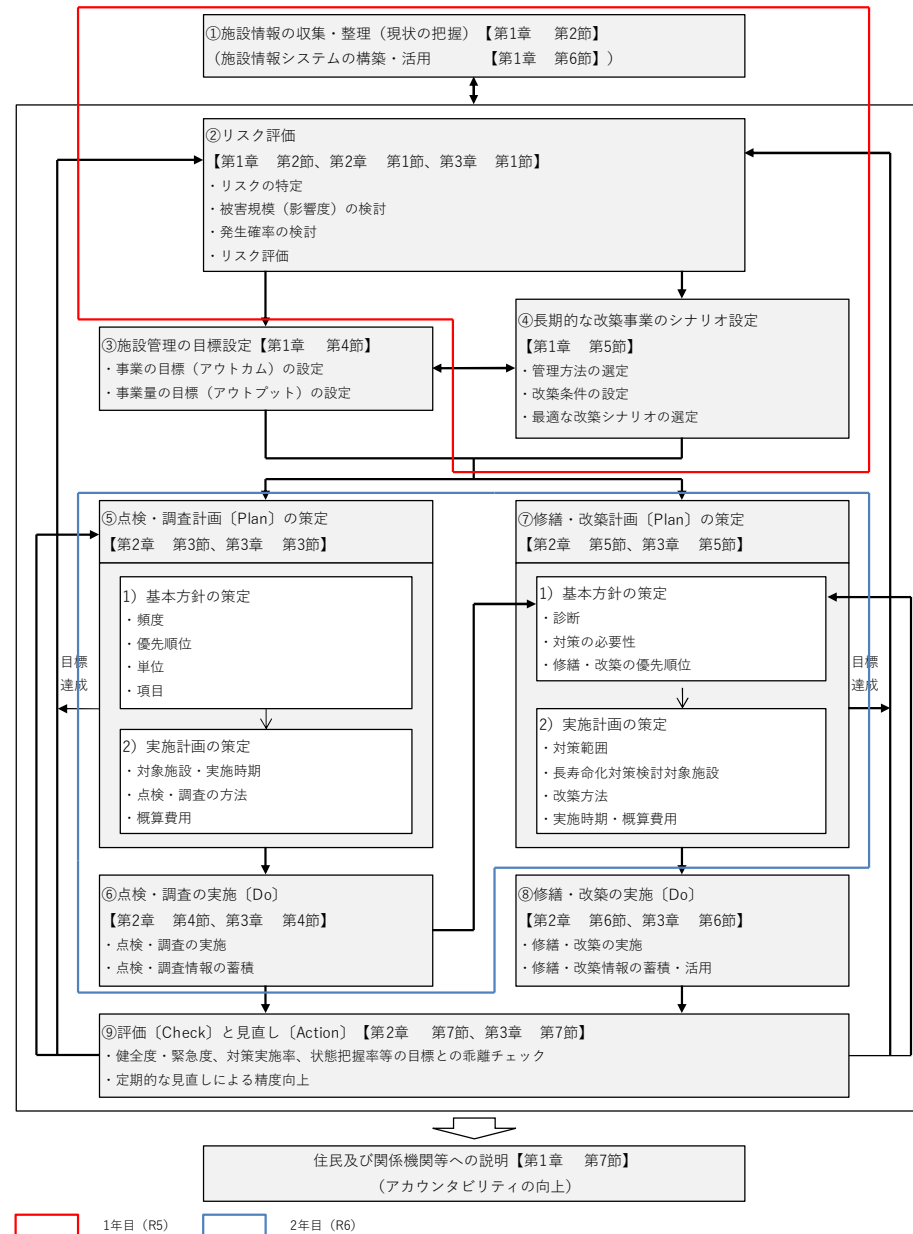 ①施設情報の収集・整理（現状の把握）【第1章　第2節】
（施設情報システムの構築・活用　　　【第1章　第6節】）
②リスク評価
【第1章　第2節、第2章　第1節、第3章　第1節】
・リスクの特定
・被害規模（影響度）の検討
・発生確率の検討
・リスク評価
③施設管理の目標設定【第1章　第4節】
・事業の目標（アウトカム）の設定
・事業量の目標（アウトプット）の設定
④長期的な改築事業のシナリオ設定
【第1章　第5節】
・管理方法の選定
・改築条件の設定
・最適な改築シナリオの選定
⑤点検・調査計画〔Plan〕の策定
【第2章　第3節、第3章　第3節】
1）基本方針の策定
・頻度
・優先順位
・単位
・項目
2）実施計画の策定
・対象施設・実施時期
・点検・調査の方法
・概算費用
目標
達成
⑦修繕・改築計画〔Plan〕の策定
【第2章　第5節、第3章　第5節】
1）基本方針の策定
・診断
・対策の必要性
・修繕・改築の優先順位
2）実施計画の策定
・対策範囲
・長寿命化対策検討対象施設
・改築方法
・実施時期・概算費用
目標
達成
⑥点検・調査の実施〔Do〕
【第2章　第4節、第3章　第4節】
・点検・調査の実施
・点検・調査情報の蓄積
⑧修繕・改築の実施〔Do〕
【第2章　第6節、第3章　第6節】
・修繕・改築の実施
・修繕・改築情報の蓄積・活用
⑨評価〔Check〕と見直し〔Action〕【第2章　第7節、第3章　第7節】
・健全度・緊急度、対策実施率、状態把握率等の目標との乖離チェック
・定期的な見直しによる精度向上
住民及び関係機関等への説明【第1章　第7節】
（アカウンタビリティの向上）
1年目（R5）
2年目（R6）